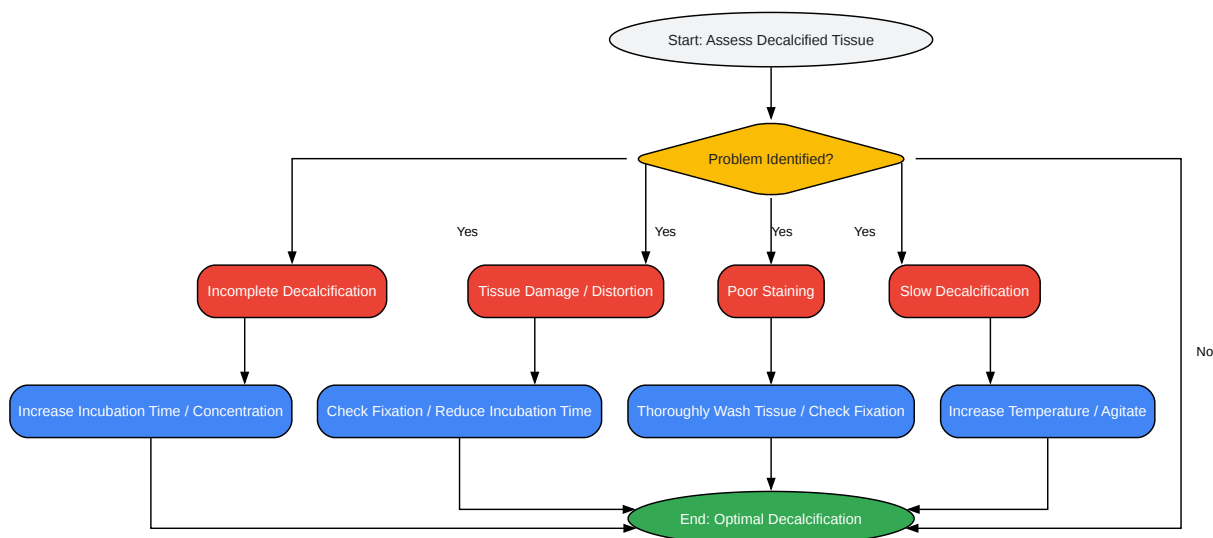 Start: Assess Decalcified Tissue
Problem Identified?
Yes
Yes
Yes
Yes
Incomplete Decalcification
Tissue Damage / Distortion
Poor Staining
Slow Decalcification
No
Increase Incubation Time / Concentration
Check Fixation / Reduce Incubation Time
Thoroughly Wash Tissue / Check Fixation
Increase Temperature / Agitate
End: Optimal Decalcification